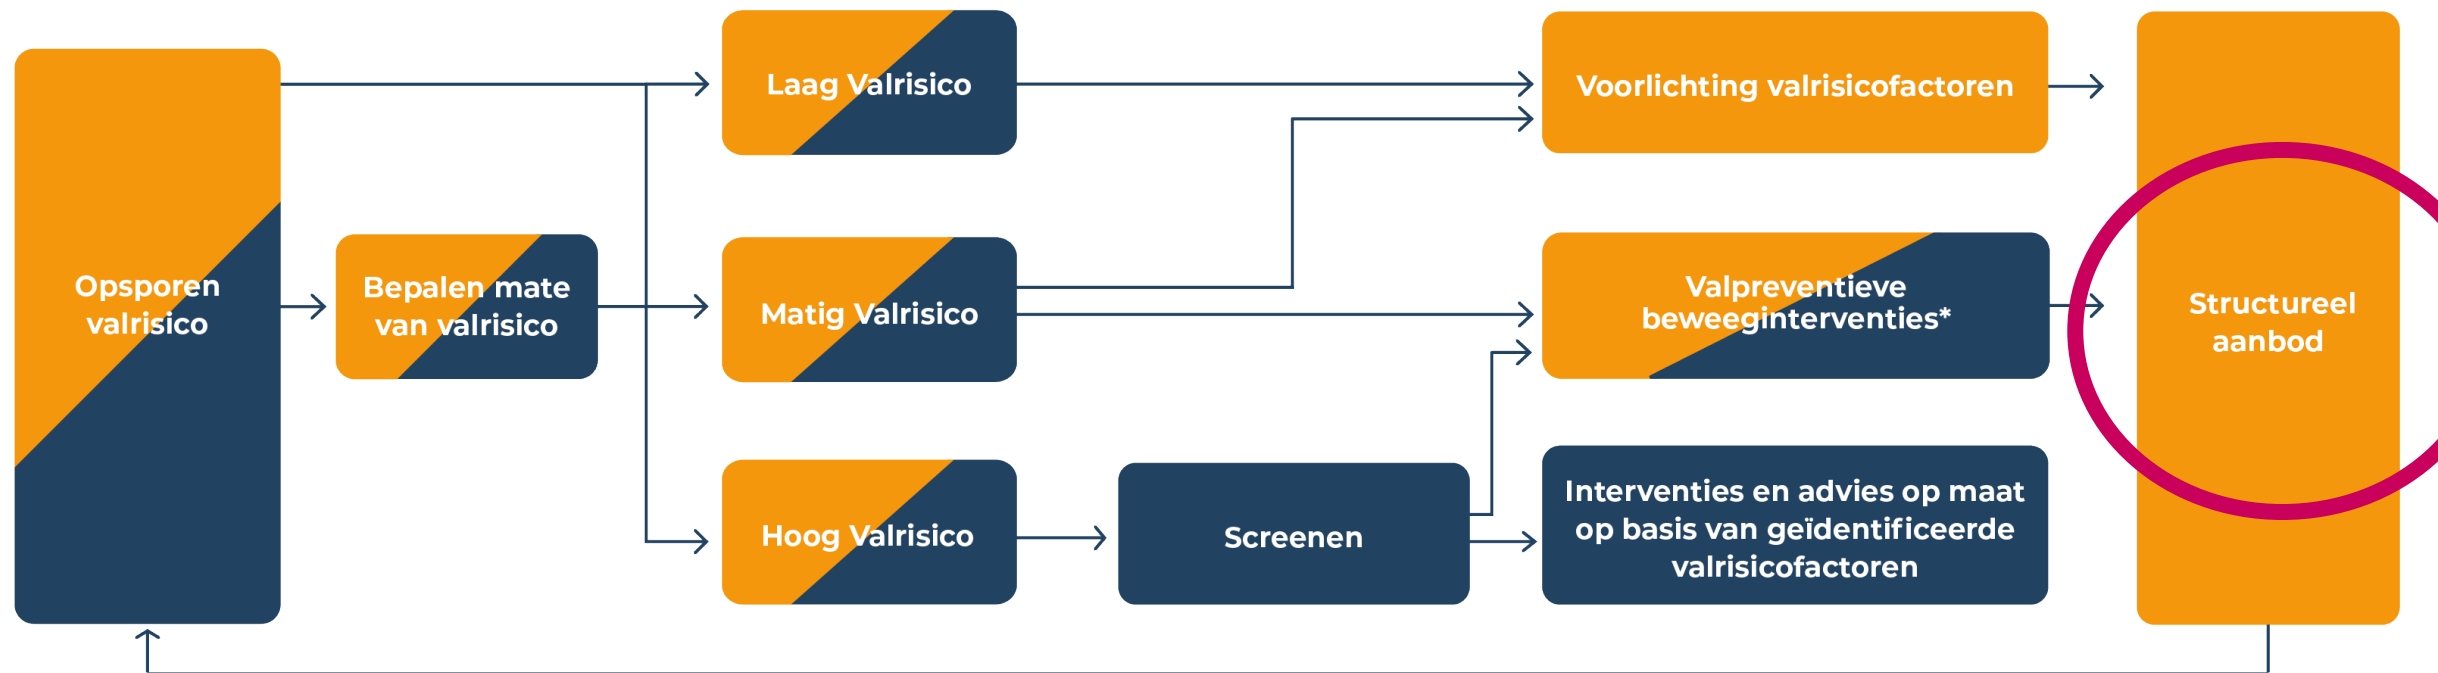 Opsporen
valrisico
Bepalen mate
van valrisico
Laag Valrisico
Matig Valrisico
Hoog Valrisico
Screenen
Voorlichting valrisicofactoren
Valpreventieve
beweeginterventies*
Interventies en advies op maat
op basis van geïdentificeerde
valrisicofactoren
Structureel
aanbod